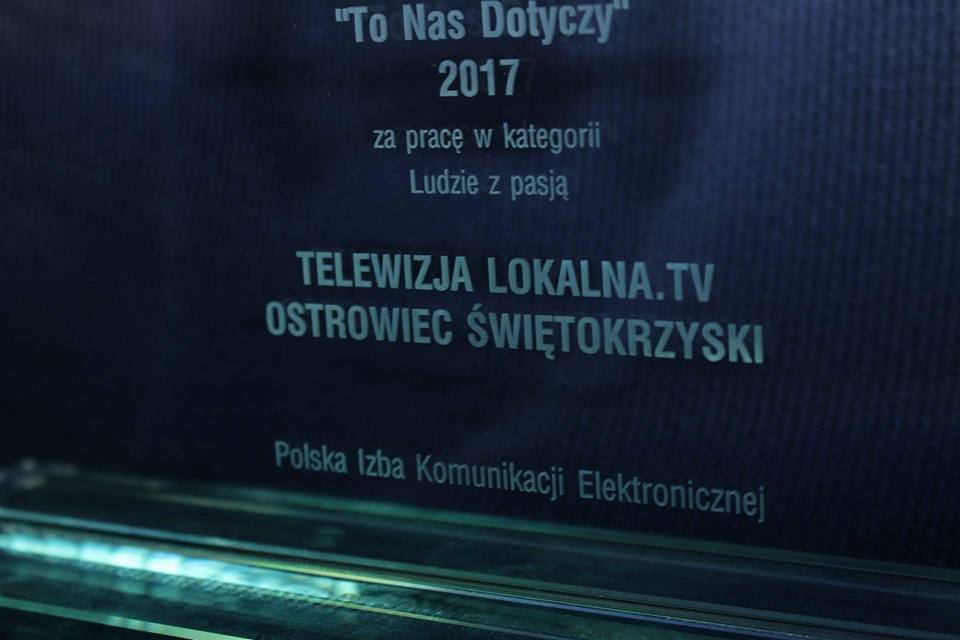 "To Nas Dotyczy"
2017
za pracę w kategorii
Ludzie z pasją
TELEWIZJA LOKALNA.TV
OSTROWIEC ŚWIĘTOKRZYSKI
Polska Izba Komunikacji Elektronicznej